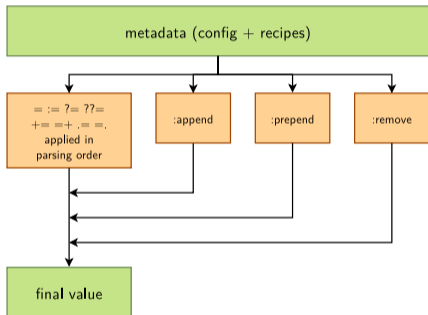 metadata (config + recipes)
= := ?= ??=
+= =+ .= =.
applied in
parsing order
:append
:prepend
:remove
final value